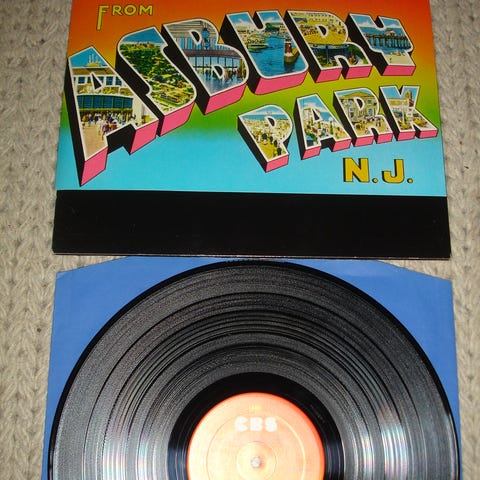 FROM
ASBURY
PARK
N.J.
CBS